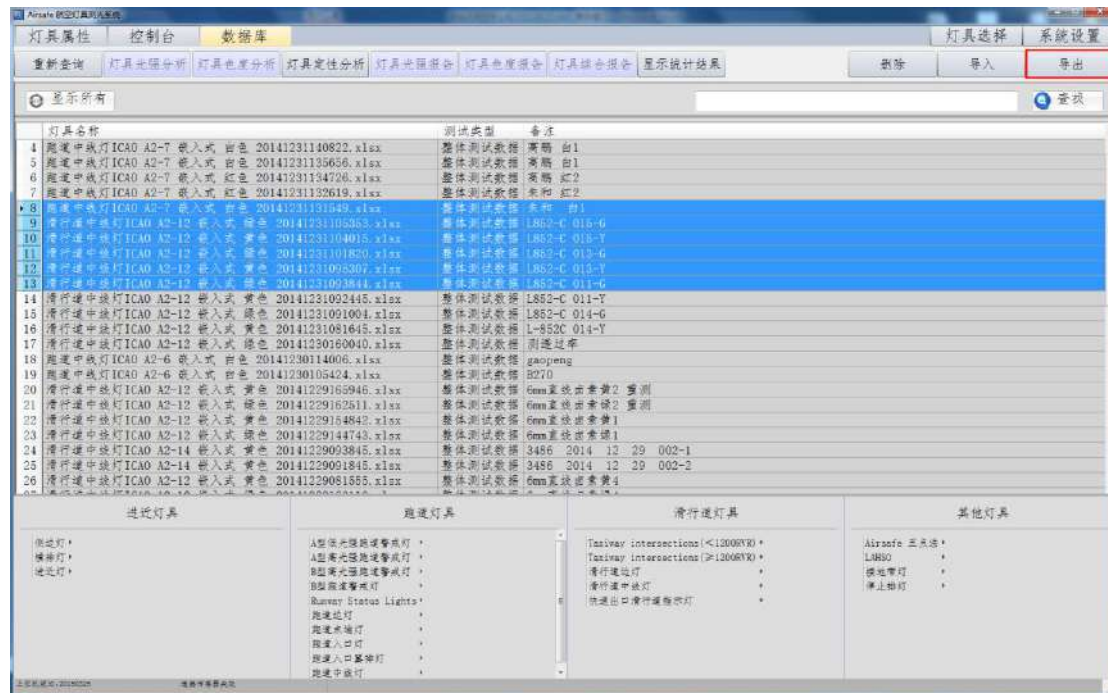 Airsafe 航空灯具测光系统
灯具属性 控制台 数据库 灯具选择 系统设置
重新查询 灯具光强分析 灯具色度分析 灯具定性分析 灯具光强报告 灯具色度报告 灯具综合报告 显示统计结果 删除 导入 导出
显示所有 查找
灯具名称 测试类型 备注
4 跑道中线灯ICAO A2-7 嵌入式 白色 20141231140822.xlsx 整体测试数据 高鹏 白1
5 跑道中线灯ICAO A2-7 嵌入式 白色 20141231135656.xlsx 整体测试数据 高鹏 白1
6 跑道中线灯ICAO A2-7 嵌入式 红色 20141231134726.xlsx 整体测试数据 高鹏 红2
7 跑道中线灯ICAO A2-7 嵌入式 红色 20141231132619.xlsx 整体测试数据 朱和 红2
8 跑道中线灯ICAO A2-7 嵌入式 白色 20141231131549.xlsx 整体测试数据 朱和 白1
9 滑行道中线灯ICAO A2-12 嵌入式 绿色 20141231105353.xlsx 整体测试数据 L852-C 015-G
10 滑行道中线灯ICAO A2-12 嵌入式 黄色 20141231104015.xlsx 整体测试数据 L852-C 015-Y
11 滑行道中线灯ICAO A2-12 嵌入式 绿色 20141231101820.xlsx 整体测试数据 L852-C 013-G
12 滑行道中线灯ICAO A2-12 嵌入式 黄色 20141231095307.xlsx 整体测试数据 L852-C 013-Y
13 滑行道中线灯ICAO A2-12 嵌入式 绿色 20141231093844.xlsx 整体测试数据 L852-C 011-G
14 滑行道中线灯ICAO A2-12 嵌入式 黄色 20141231092445.xlsx 整体测试数据 L852-C 011-Y
15 滑行道中线灯ICAO A2-12 嵌入式 绿色 20141231091004.xlsx 整体测试数据 L852-C 014-G
16 滑行道中线灯ICAO A2-12 嵌入式 黄色 20141231081645.xlsx 整体测试数据 L-852C 014-Y
17 滑行道中线灯ICAO A2-12 嵌入式 绿色 20141230160040.xlsx 整体测试数据 测透过率
18 跑道中线灯ICAO A2-6 嵌入式 白色 20141230114006.xlsx 整体测试数据 gaopeng
19 跑道中线灯ICAO A2-6 嵌入式 白色 20141230105424.xlsx 整体测试数据 B270
20 滑行道中线灯ICAO A2-12 嵌入式 黄色 20141229165946.xlsx 整体测试数据 6mm直线卤素黄2 重测
21 滑行道中线灯ICAO A2-12 嵌入式 绿色 20141229162511.xlsx 整体测试数据 6mm直线卤素绿2 重测
22 滑行道中线灯ICAO A2-12 嵌入式 黄色 20141229154842.xlsx 整体测试数据 6mm直线卤素黄1
23 滑行道中线灯ICAO A2-12 嵌入式 绿色 20141229144743.xlsx 整体测试数据 6mm直线卤素绿1
24 滑行道中线灯ICAO A2-14 嵌入式 黄色 20141229093845.xlsx 整体测试数据 3486 2014 12 29 002-1
25 滑行道中线灯ICAO A2-14 嵌入式 黄色 20141229091845.xlsx 整体测试数据 3486 2014 12 29 002-2
26 滑行道中线灯ICAO A2-12 嵌入式 黄色 20141229081555.xlsx 整体测试数据 6mm直线卤素黄4
进近灯具 跑道灯具 滑行道灯具 其他灯具
侧边灯 A型低光强跑道警戒灯 Taxiway intersections(<1200RVR) Airsafe 五点法
横排灯 A型高光强跑道警戒灯 Taxiway intersections(≥1200RVR) LAHSO
进近灯 B型高光强跑道警戒灯 滑行道边灯 接地带灯
B型跑道警戒灯 滑行道中线灯 停止排灯
Runway Status Lights 快速出口滑行道指示灯
跑道边灯
跑道末端灯
跑道入口灯
跑道入口翼排灯
跑道中线灯